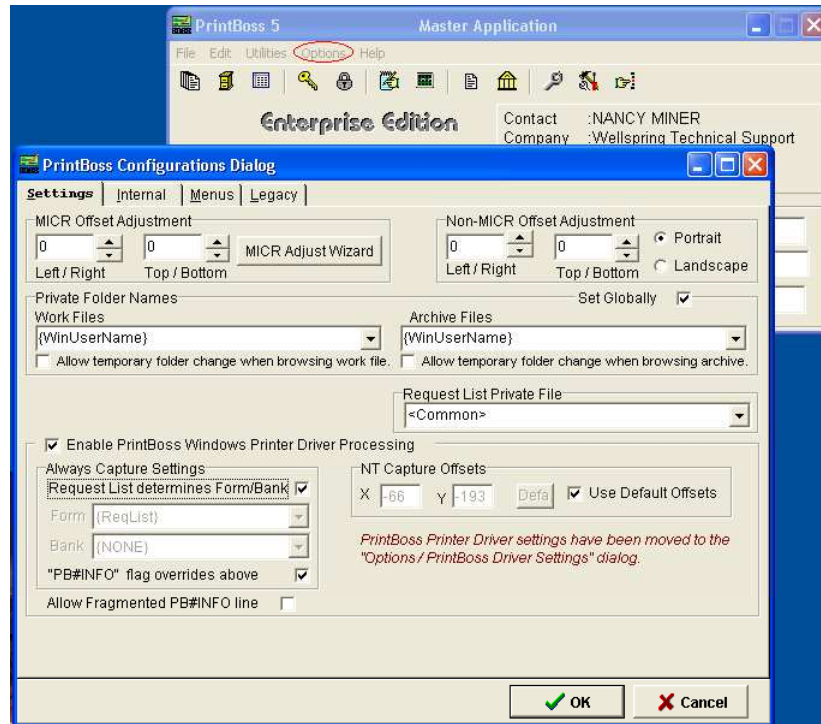 PrintBoss 5 Master Application
File Edit Utilities Options Help
Enterprise Edition
Contact :NANCY MINER
Company :Wellspring Technical Support
PrintBoss Configurations Dialog
Settings Internal Menus Legacy
MICR Offset Adjustment
0 0 MICR Adjust Wizard
Left / Right Top / Bottom
Non-MICR Offset Adjustment
0 0 Portrait
Left / Right Top / Bottom Landscape
Private Folder Names Set Globally
Work Files Archive Files
{WinUserName} {WinUserName}
Allow temporary folder change when browsing work file. Allow temporary folder change when browsing archive.
Request List Private File
<Common>
Enable PrintBoss Windows Printer Driver Processing
Always Capture Settings
Request List determines Form/Bank
Form {ReqList}
Bank {NONE}
"PB#INFO" flag overrides above
Allow Fragmented PB#INFO line
NT Capture Offsets
X -66 Y -193 Defa Use Default Offsets
PrintBoss Printer Driver settings have been moved to the
"Options / PrintBoss Driver Settings" dialog.
OK Cancel